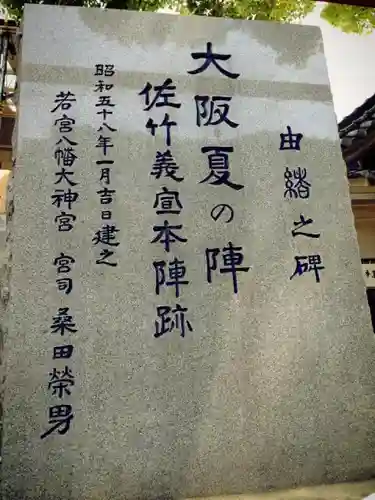 由緒之碑
大阪夏の陣
佐竹義宣本陣跡
昭和五十八年一月吉日建之
若宮八幡大神宮 宮司 桑田榮男